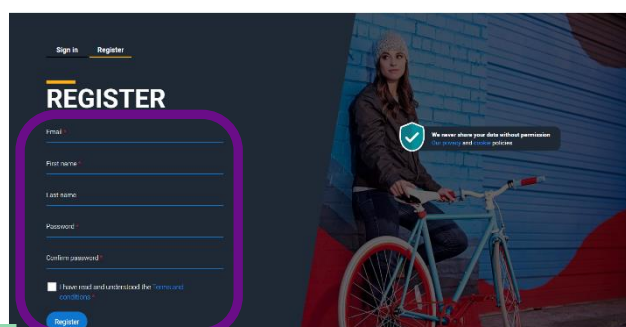 Sign in Register
REGISTER
Email *
First name *
Last name
Password *
Confirm password *
I have read and understood the Terms and
conditions *
Register
We never share your data without permission
Our privacy and cookie policies